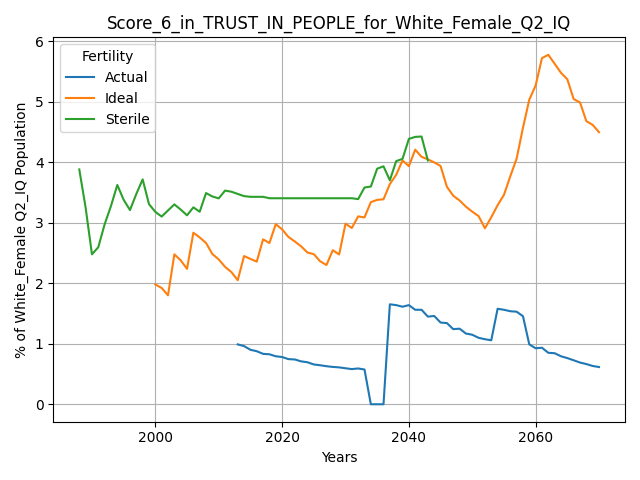 Score_6_in_TRUST_IN_PEOPLE_for_White_Female_Q2_IQ
Fertility
Actual
Ideal
Sterile
% of White_Female Q2_IQ Population
6
5
4
3
2
1
0
2000 2020 2040 2060
Years